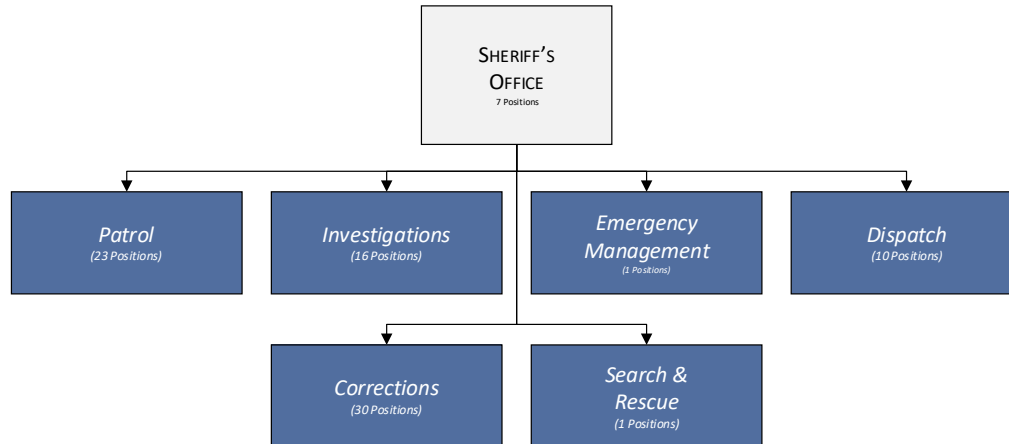 SHERIFF'S
OFFICE
7 Positions
Patrol
(23 Positions)
Investigations
(16 Positions)
Emergency
Management
(1 Positions)
Dispatch
(10 Positions)
Corrections
(30 Positions)
Search &
Rescue
(1 Positions)